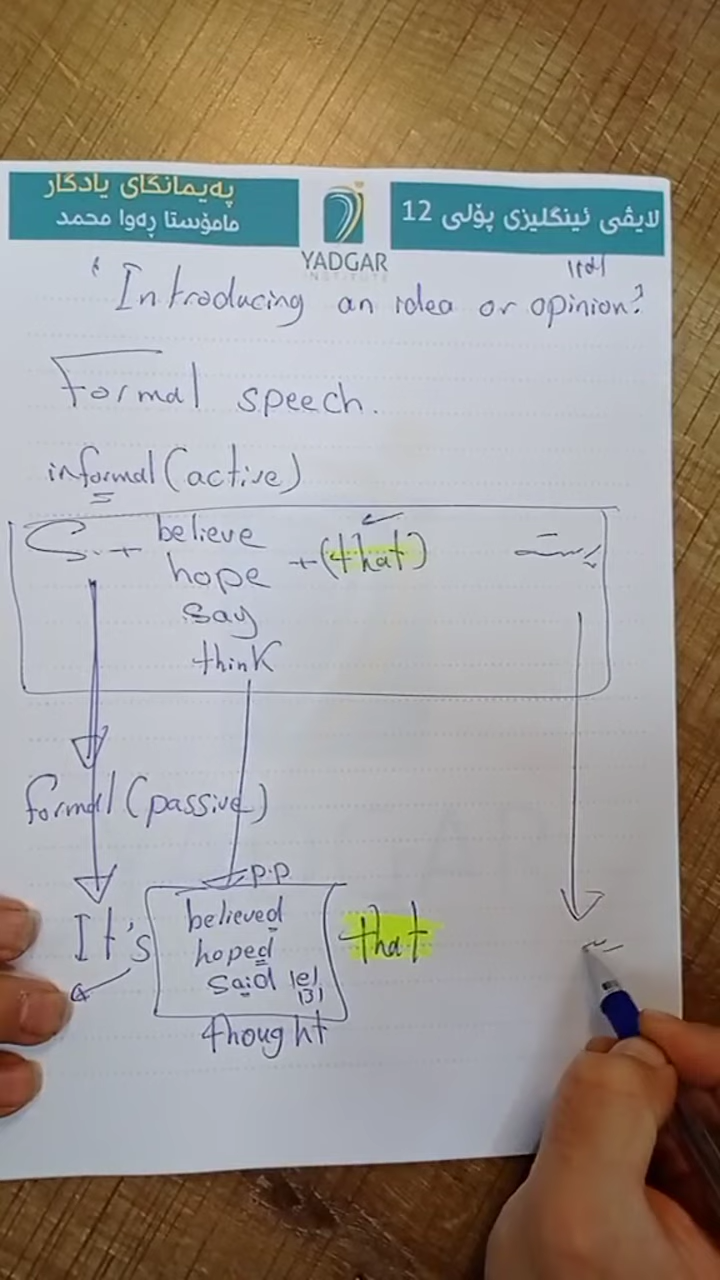 پەیمانگای یادگار
مامۆستا ڕەوا محمد
YADGAR
INSTITUTE
لایڤی ئینگلیزی پۆلی 12
"Introducing an idea or opinion?
Formal speech.
informal (active)
S. + believe + (that)
hope
say
think
formal (passive)
p.p
It's believed that
hoped
said /e/
thought